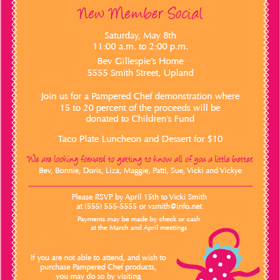 New Member Social
Saturday, May 8th
11:00 a.m. to 2:00 p.m.
Bev Gillespie's Home
5555 Smith Street, Upland
Join us for a Pampered Chef demonstration where
15 to 20 percent of the proceeds will be
donated to Children's Fund
Taco Plate Luncheon and Dessert for $10
We are looking forward to getting to know all of you a little better.
Bev, Bonnie, Doris, Liza, Maggie, Patti, Sue, Vicki and Vickye
Please RSVP by April 15th to Vicki Smith
at (555) 555-5555 or vsmith@info.net
Payments may be made by check or cash
at the March and April meetings
If you are not able to attend, and wish to
purchase Pampered Chef products,
you may do so by visiting